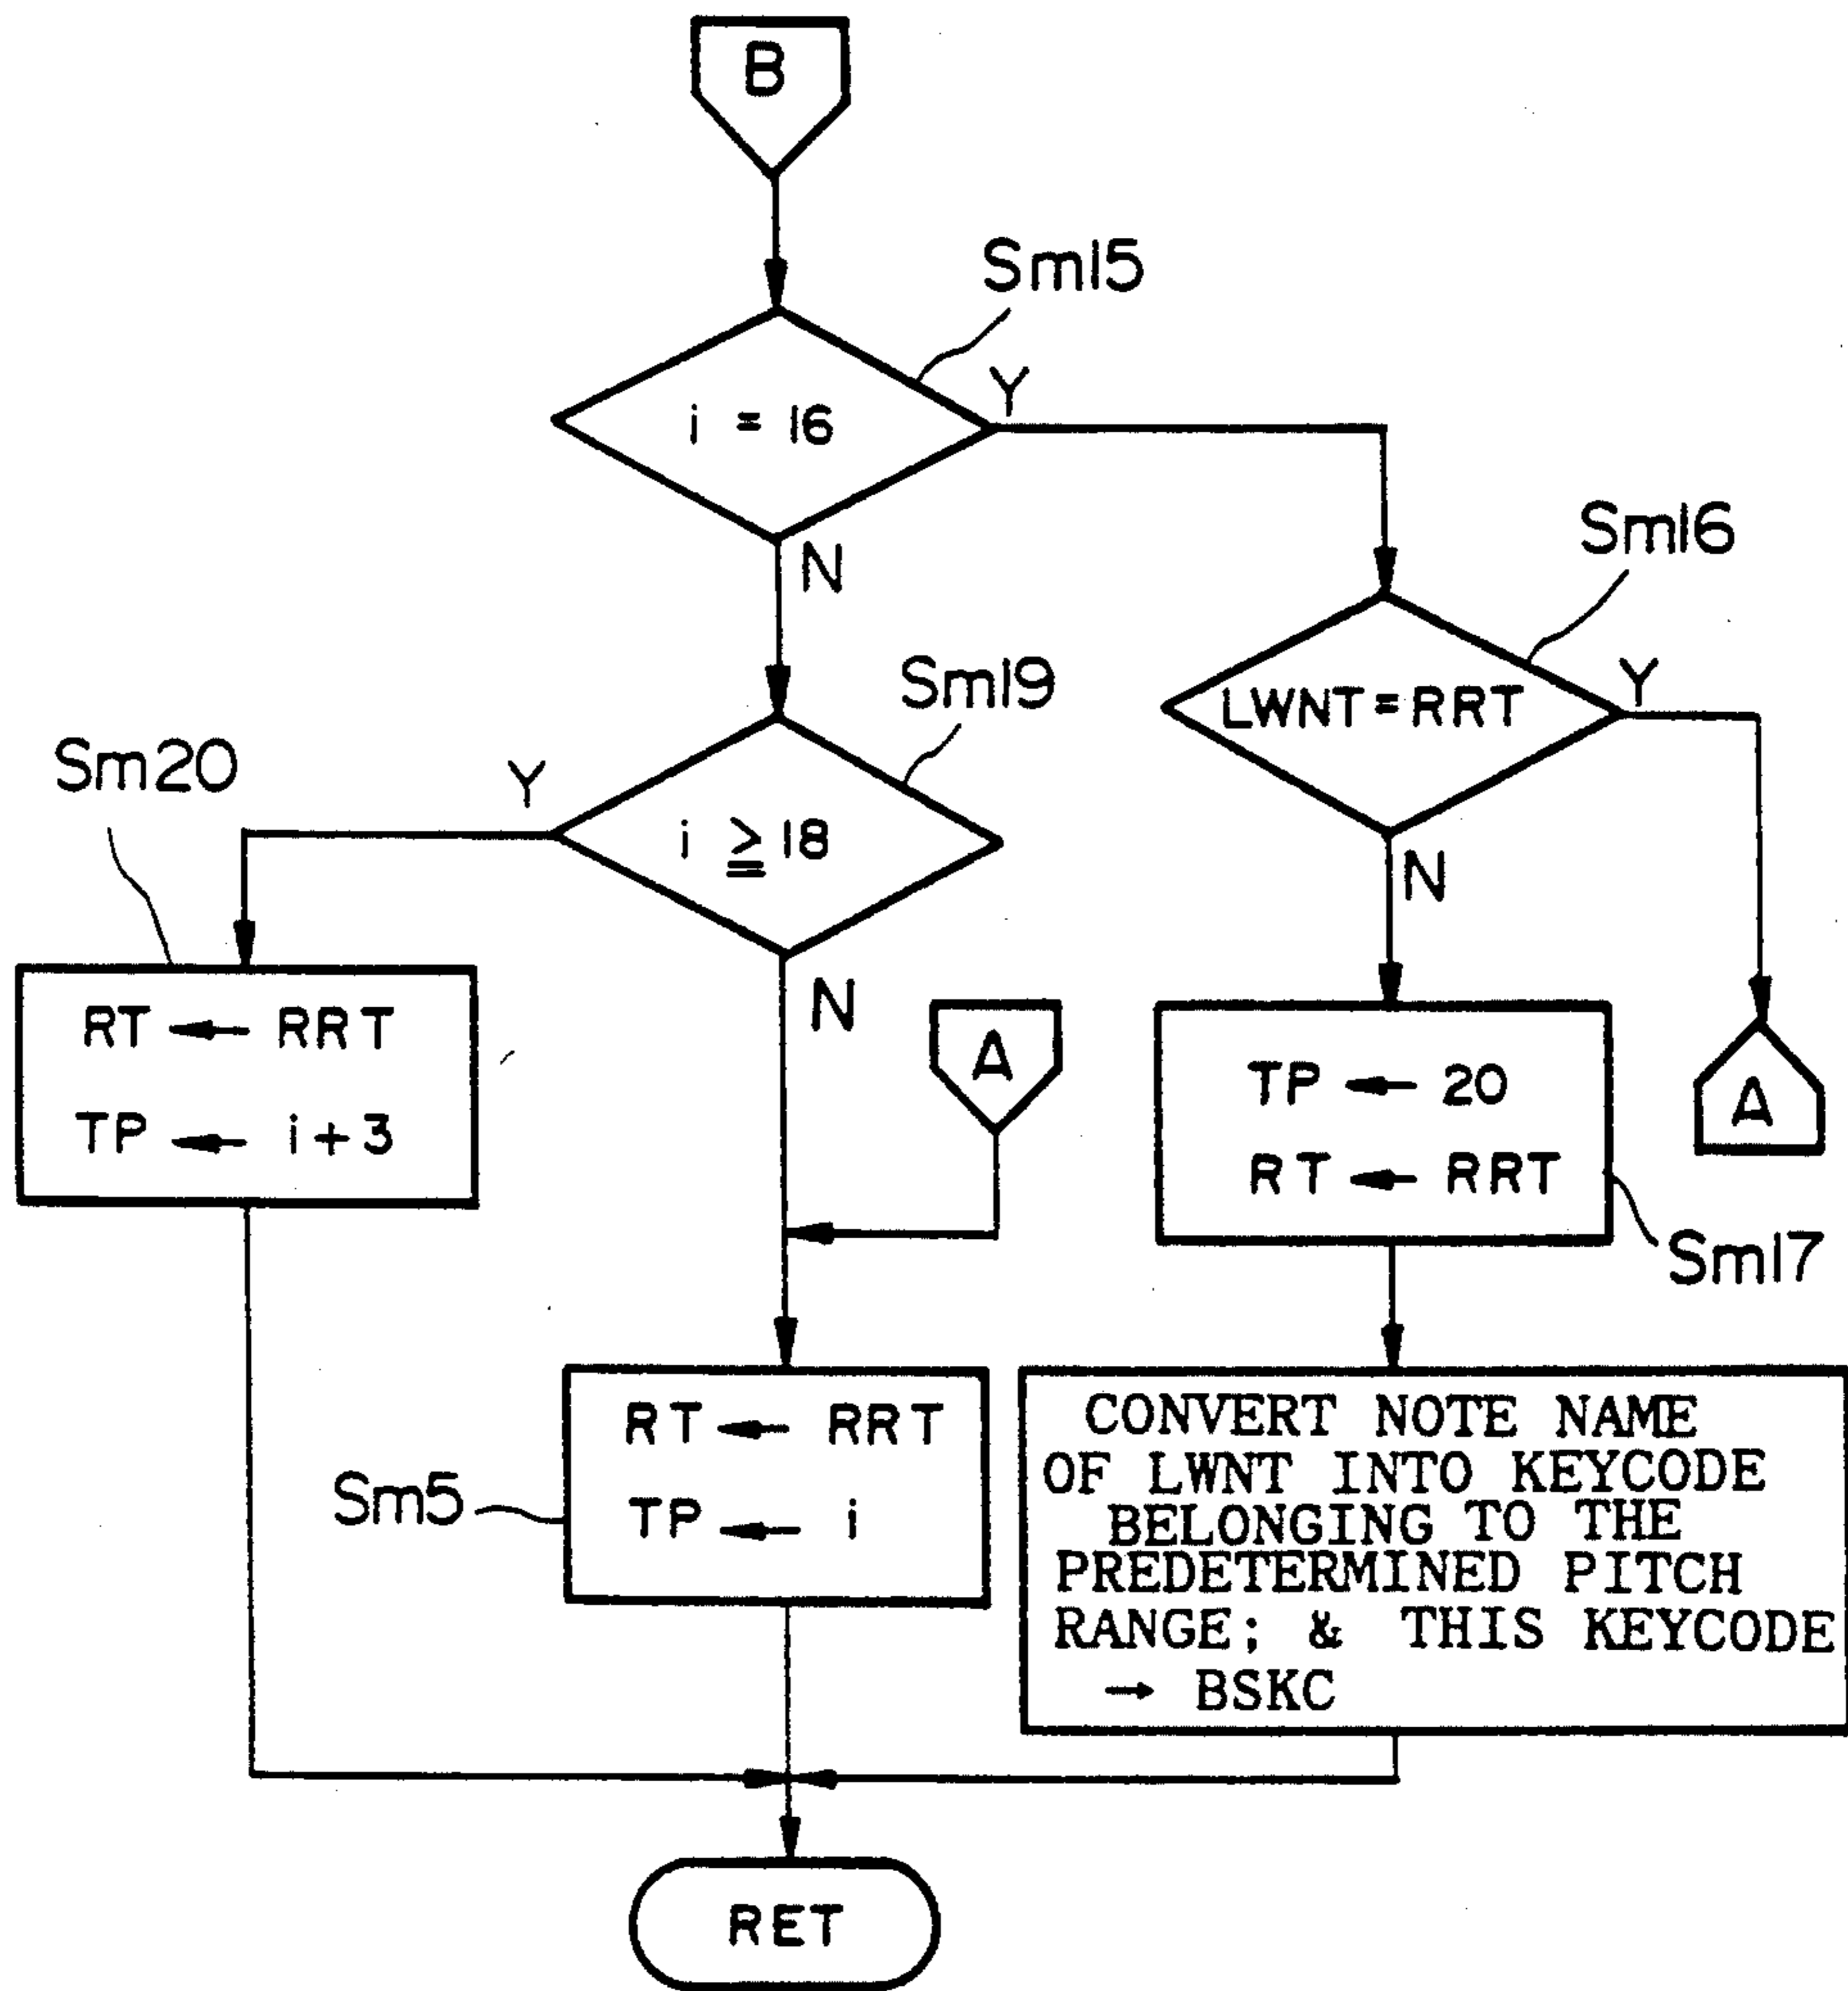 B
Sm15
i = 16
Y
N
Sm16
LWNT=RRT
Y
N
Sm19
i ≧ 18
Y
N
Sm20
RT ← RRT
TP ← i+3
A
TP ← 20
RT ← RRT
Sm17
A
Sm5
RT ← RRT
TP ← i
CONVERT NOTE NAME
OF LWNT INTO KEYCODE
BELONGING TO THE
PREDETERMINED PITCH
RANGE; & THIS KEYCODE
→ BSKC
RET